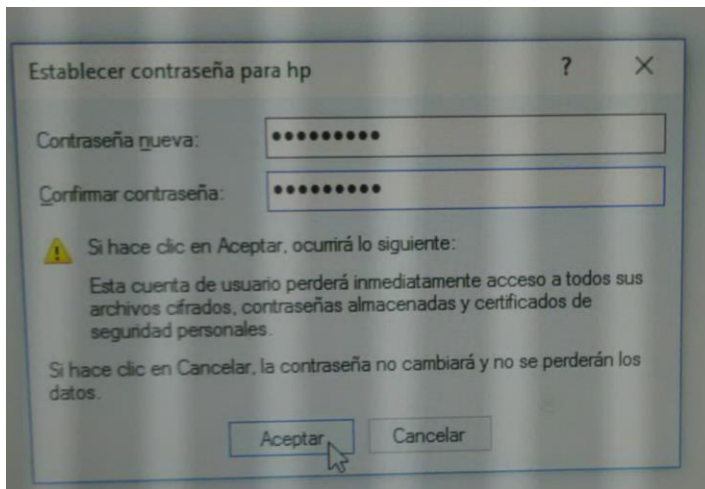 Establecer contraseña para hp
?
Contraseña nueva:
•••••••••
Confirmar contraseña:
•••••••••
Si hace clic en Aceptar, ocurrirá lo siguiente:
Esta cuenta de usuario perderá inmediatamente acceso a todos sus
archivos cifrados, contraseñas almacenadas y certificados de
seguridad personales.
Si hace clic en Cancelar, la contraseña no cambiará y no se perderán los
datos.
Aceptar
Cancelar